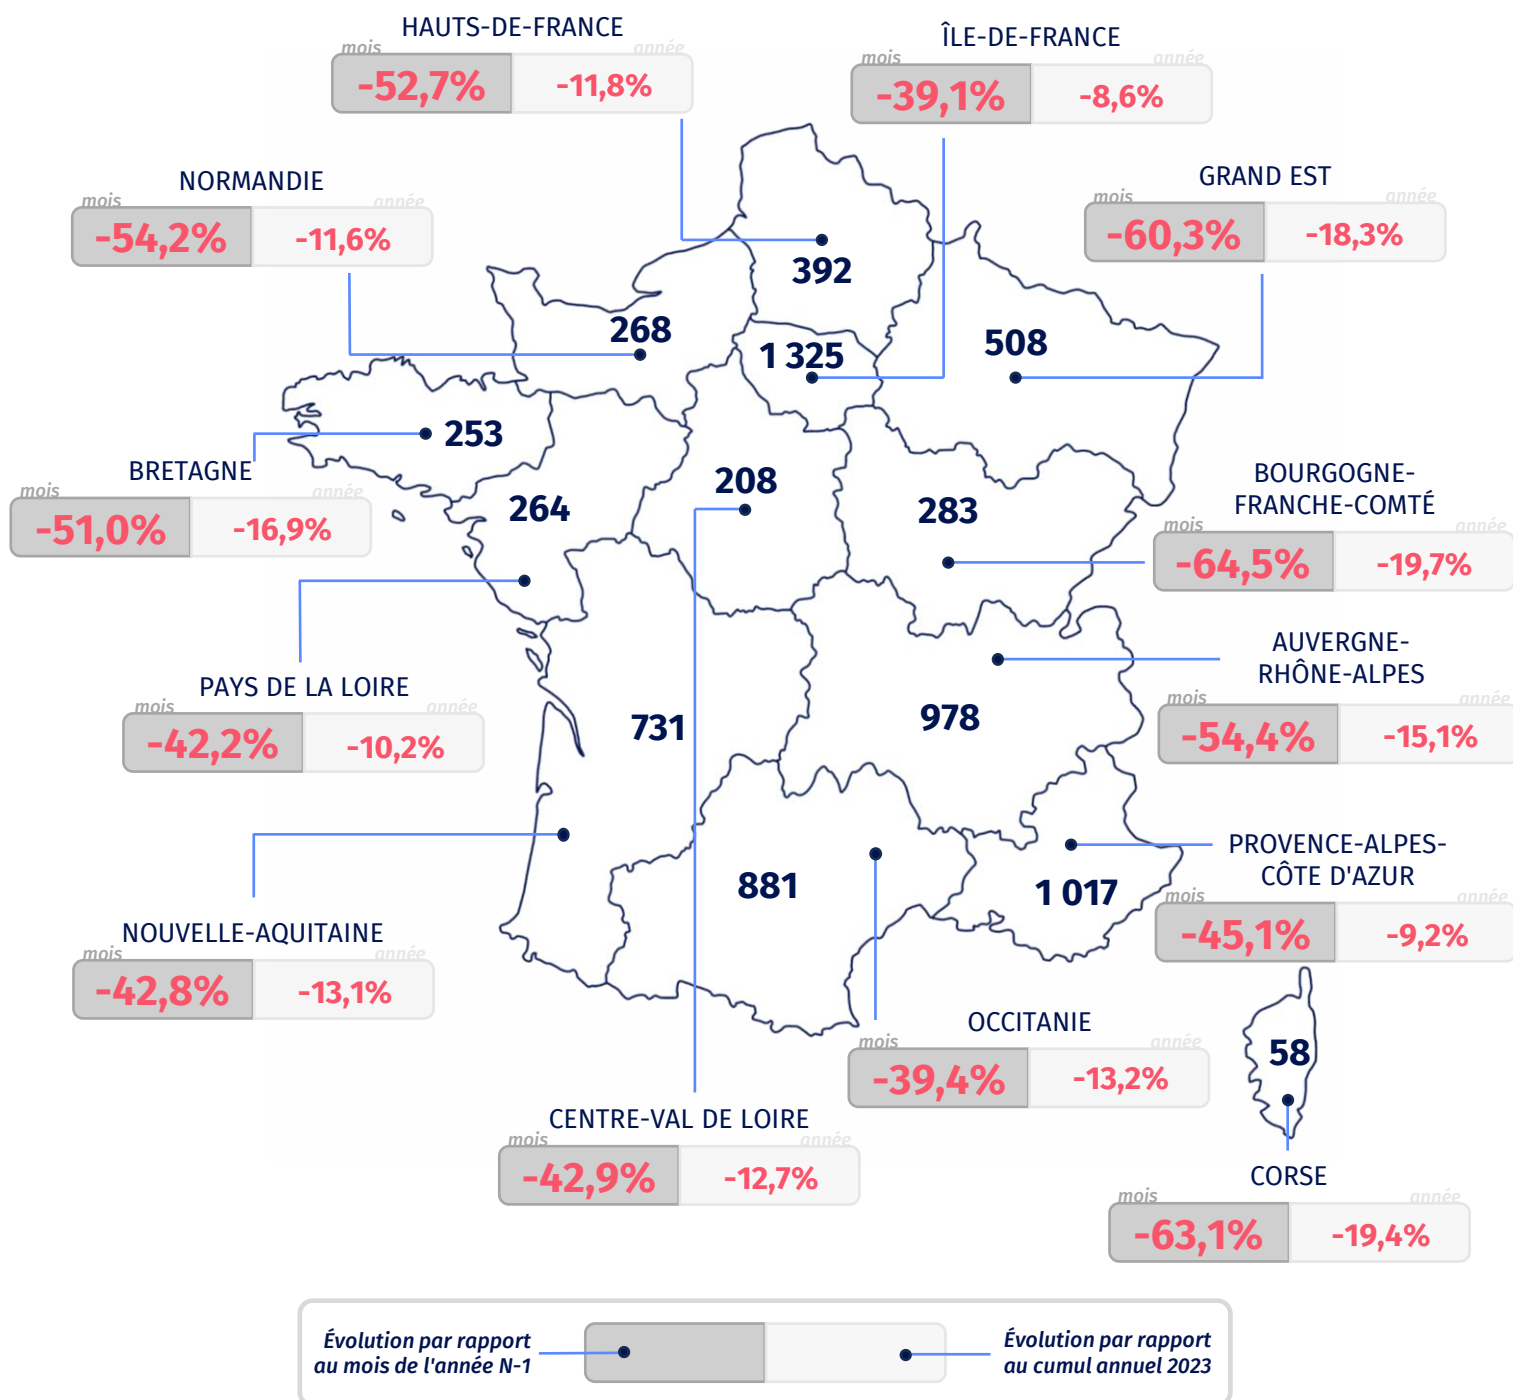 HAUTS-DE-FRANCE
mois année
-52,7% -11,8%
ÎLE-DE-FRANCE
mois année
-39,1% -8,6%
NORMANDIE
mois année
-54,2% -11,6%
GRAND EST
mois année
-60,3% -18,3%
392
268
1 325
508
253
BRETAGNE
mois année
-51,0% -16,9%
264
208
283
BOURGOGNE-
FRANCHE-COMTÉ
mois année
-64,5% -19,7%
AUVERGNE-
RHÔNE-ALPES
mois année
-54,4% -15,1%
PAYS DE LA LOIRE
mois année
-42,2% -10,2%
731
978
881
1 017
PROVENCE-ALPES-
CÔTE D'AZUR
mois année
-45,1% -9,2%
NOUVELLE-AQUITAINE
mois année
-42,8% -13,1%
OCCITANIE
mois année
-39,4% -13,2%
58
CENTRE-VAL DE LOIRE
mois année
-42,9% -12,7%
CORSE
mois année
-63,1% -19,4%
Évolution par rapport
au mois de l'année N-1
Évolution par rapport
au cumul annuel 2023